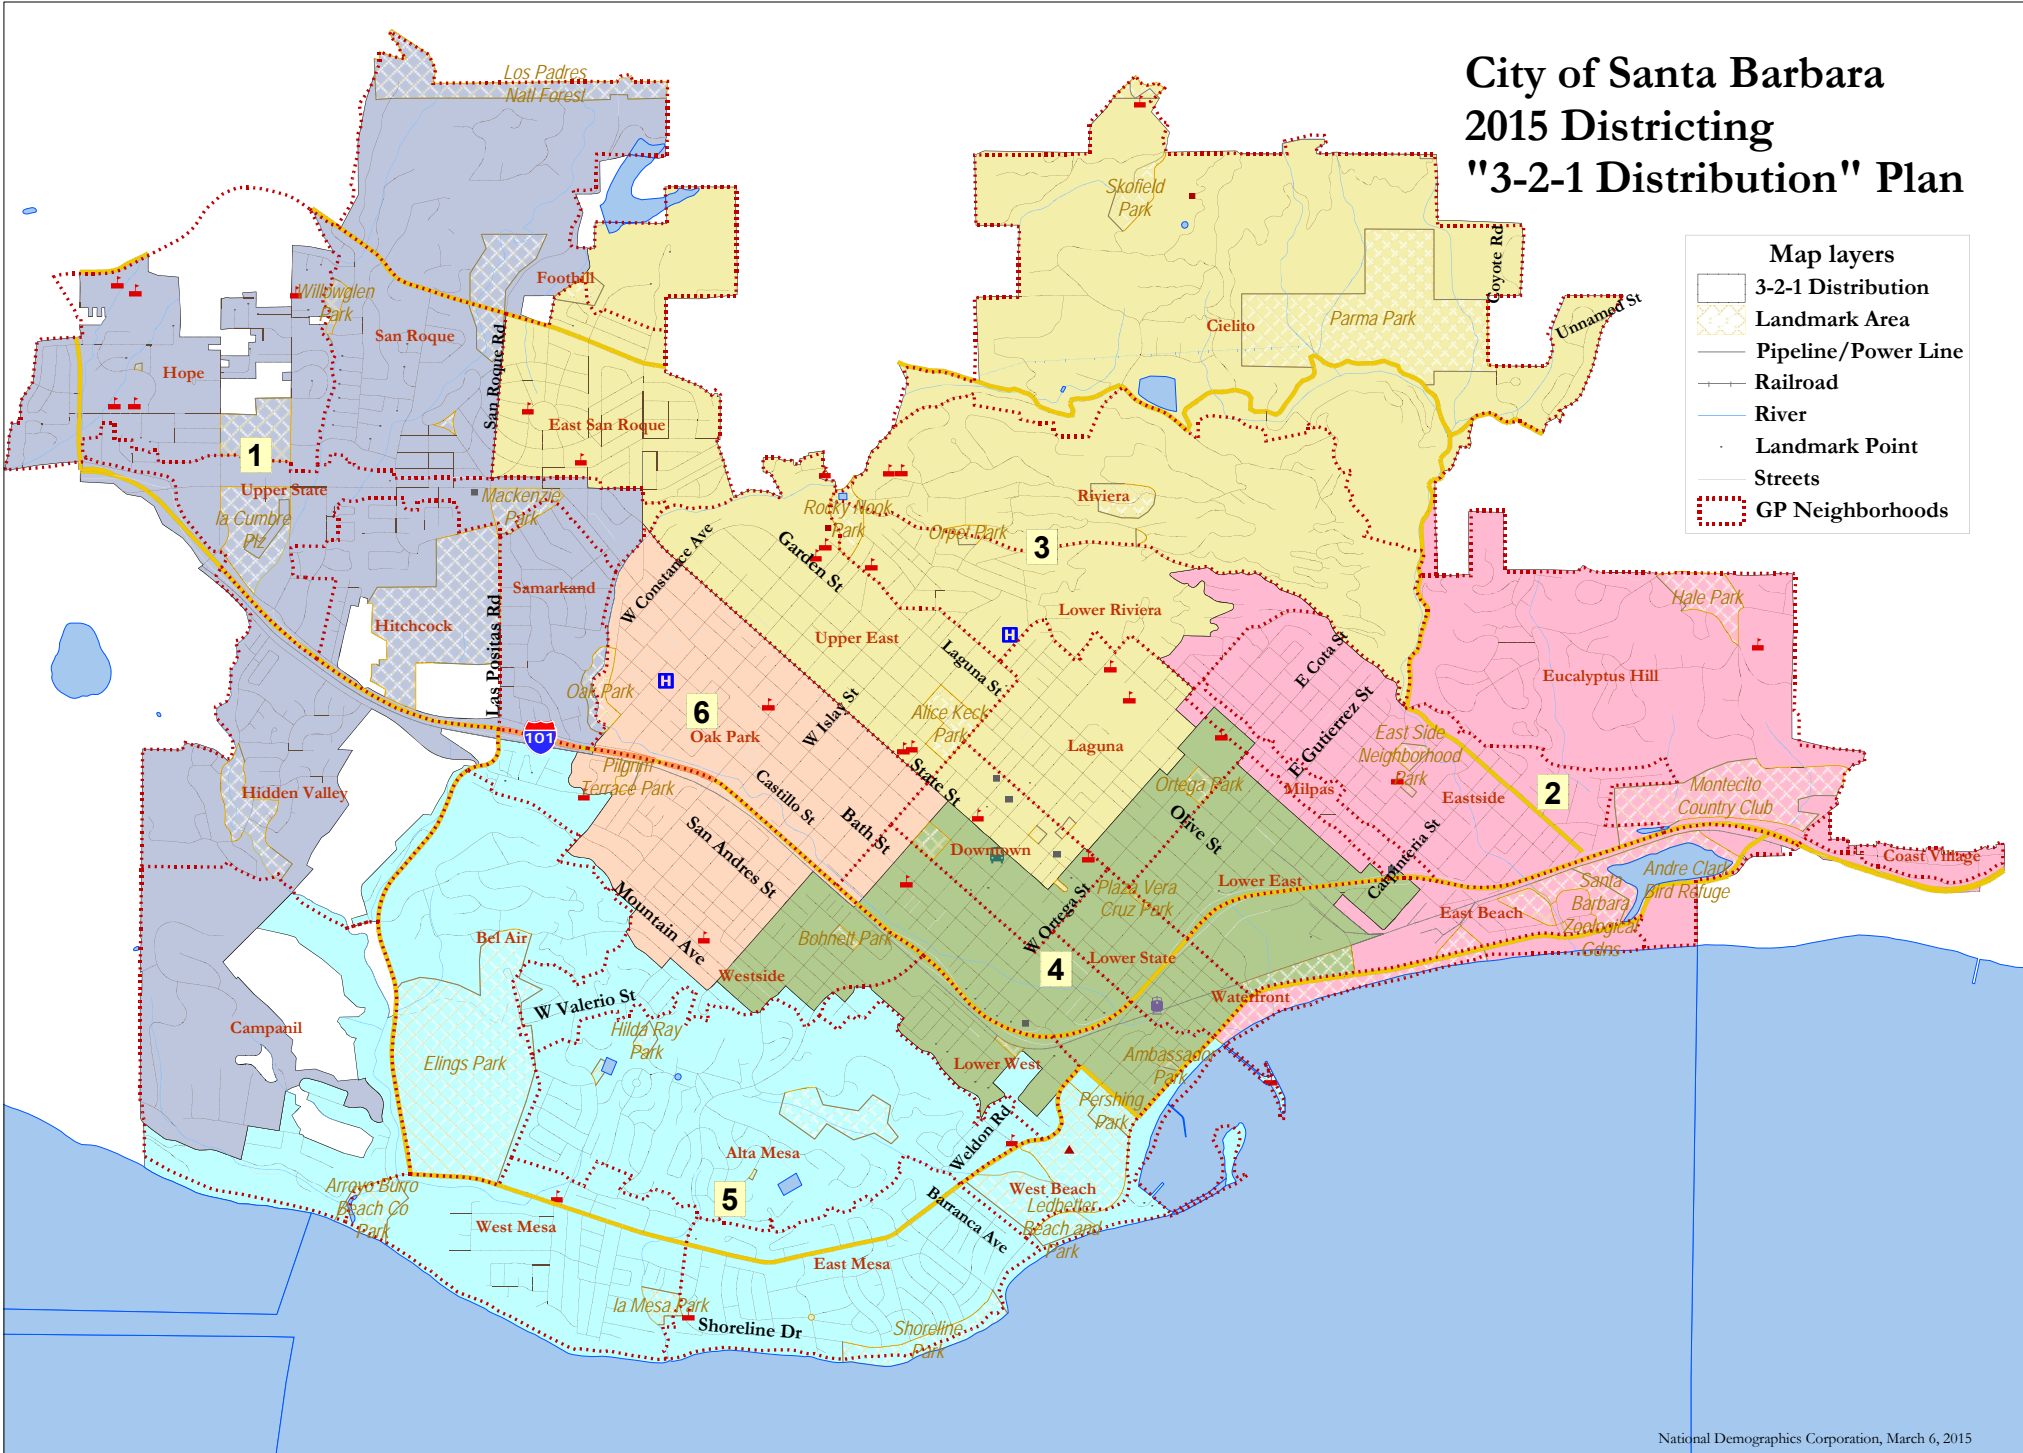 City of Santa Barbara
2015 Districting
"3-2-1 Distribution" Plan
Map layers
3-2-1 Distribution
Landmark Area
Pipeline/Power Line
Railroad
River
Landmark Point
Streets
GP Neighborhoods
Los Padres
Natl Forest
Skofield
Park
Coyote Rd
Unnamed St
Foothill
Willowglen
Park
San Roque
San Roque Rd
Cielito
Parma Park
Hope
East San Roque
1
Upper State
la Cumbre
Plz
Mackenzie
Park
Rocky Nook
Park
Riviera
Orpet Park
3
W Constance Ave
Garden St
Samarkand
Las Positas Rd
Hitchcock
Upper East
Lower Riviera
H
Hale Park
Laguna St
E Cota St
Eucalyptus Hill
Oak Park
H
6
Oak Park
W Islay St
Alice Keck
Park
Laguna
E Gutierrez St
East Side
Neighborhood
Park
101
Pilgrim
Terrace Park
Castillo St
State St
Ortega Park
Milpas
Eastside
2
Montecito
Country Club
Hidden Valley
San Andres St
Bath St
Downtown
Olive St
Carpinteria St
Coast Village
Mountain Ave
Plaza Vera
Cruz Park
Lower East
Andre Clark
Bird Refuge
Santa
Barbara
Zoological
Gdns
East Beach
Bel Air
Bohnett Park
W Ortega St
Westside
4
Lower State
Waterfront
W Valerio St
Campanil
Hilda Ray
Park
Elings Park
Lower West
Ambassador
Park
Pershing
Park
Weldon Rd
Alta Mesa
5
Arroyo Burro
Beach Co
Park
West Mesa
West Beach
Ledbetter
Beach and
Park
Barranca Ave
East Mesa
la Mesa Park
Shoreline Dr
Shoreline
Park
National Demographics Corporation, March 6, 2015